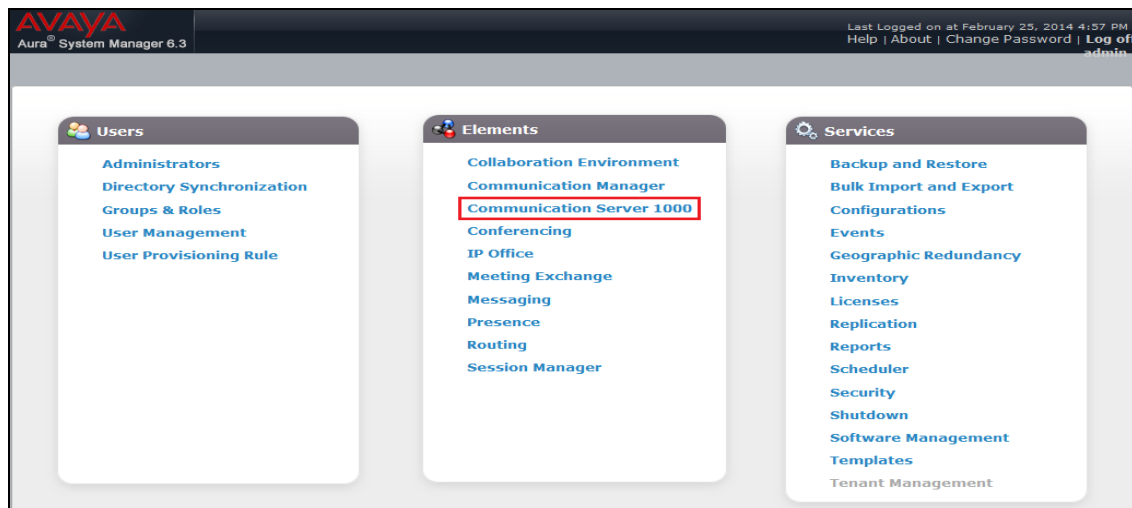 AVAYA
Aura® System Manager 6.3
Last Logged on at February 25, 2014 4:57 PM
Help | About | Change Password | Log off
admin
Users
Administrators
Directory Synchronization
Groups & Roles
User Management
User Provisioning Rule
Elements
Collaboration Environment
Communication Manager
Communication Server 1000
Conferencing
IP Office
Meeting Exchange
Messaging
Presence
Routing
Session Manager
Services
Backup and Restore
Bulk Import and Export
Configurations
Events
Geographic Redundancy
Inventory
Licenses
Replication
Reports
Scheduler
Security
Shutdown
Software Management
Templates
Tenant Management